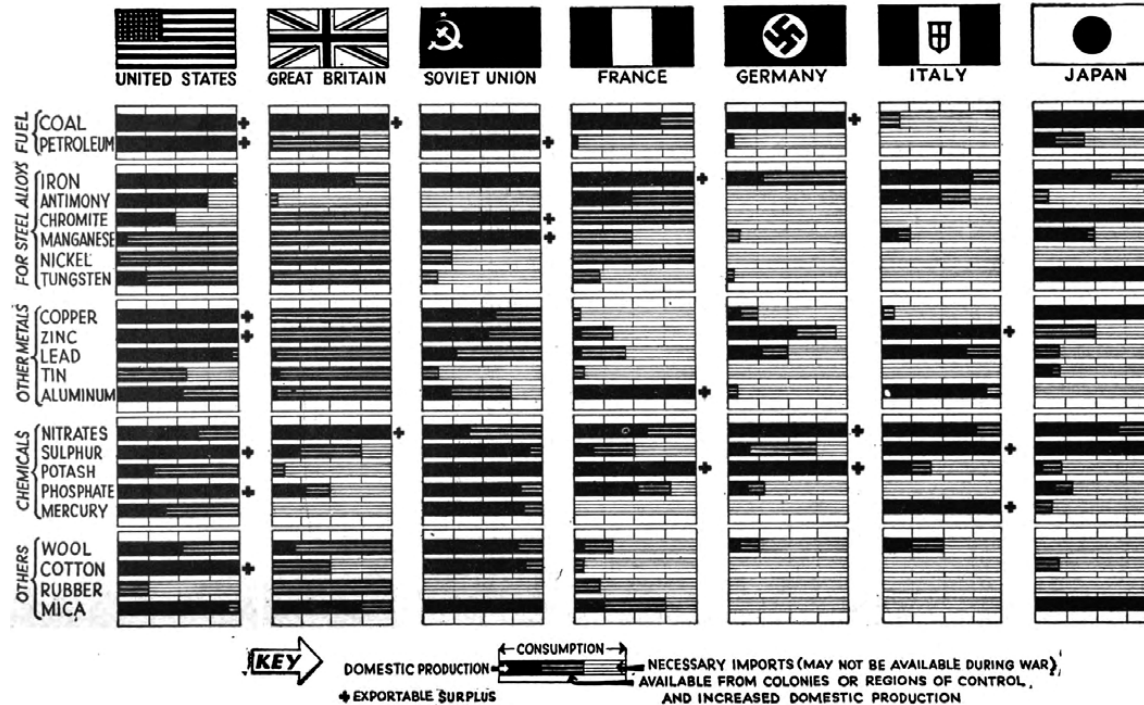 UNITED STATES
GREAT BRITAIN
SOVIET UNION
FRANCE
GERMANY
ITALY
JAPAN
FUEL
COAL
PETROLEUM
FOR STEEL ALLOYS
IRON
ANTIMONY
CHROMITE
MANGANESE
NICKEL
TUNGSTEN
OTHER METALS
COPPER
ZINC
LEAD
TIN
ALUMINUM
CHEMICALS
NITRATES
SULPHUR
POTASH
PHOSPHATE
MERCURY
OTHERS
WOOL
COTTON
RUBBER
MICA
KEY
CONSUMPTION
DOMESTIC PRODUCTION
NECESSARY IMPORTS (MAY NOT BE AVAILABLE DURING WAR)
AVAILABLE FROM COLONIES OR REGIONS OF CONTROL,
AND INCREASED DOMESTIC PRODUCTION
EXPORTABLE SURPLUS